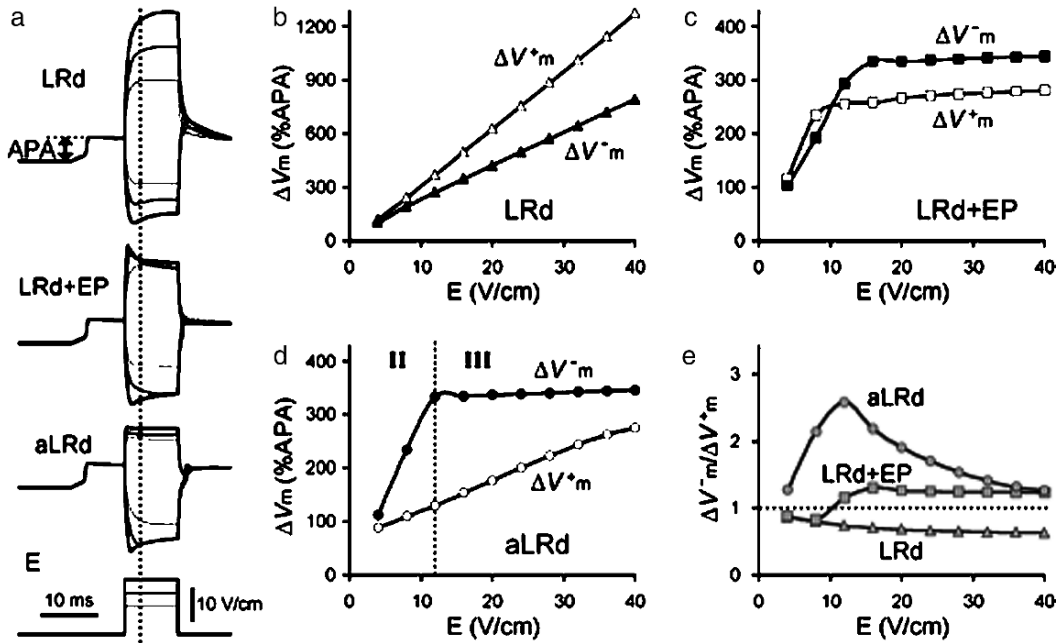 a
LRd
APA
LRd+EP
aLRd
E
10 ms
10 V/cm
b
ΔVm (%APA)
1200
900
600
300
0
ΔV⁺m
ΔV⁻m
LRd
0 10 20 30 40
E (V/cm)
c
ΔVm (%APA)
400
300
200
100
0
ΔV⁻m
ΔV⁺m
LRd+EP
0 10 20 30 40
E (V/cm)
d
ΔVm (%APA)
400
300
200
100
0
II III
ΔV⁻m
ΔV⁺m
aLRd
0 10 20 30 40
E (V/cm)
e
ΔV⁻m/ΔV⁺m
3
2
1
0
aLRd
LRd+EP
LRd
0 10 20 30 40
E (V/cm)